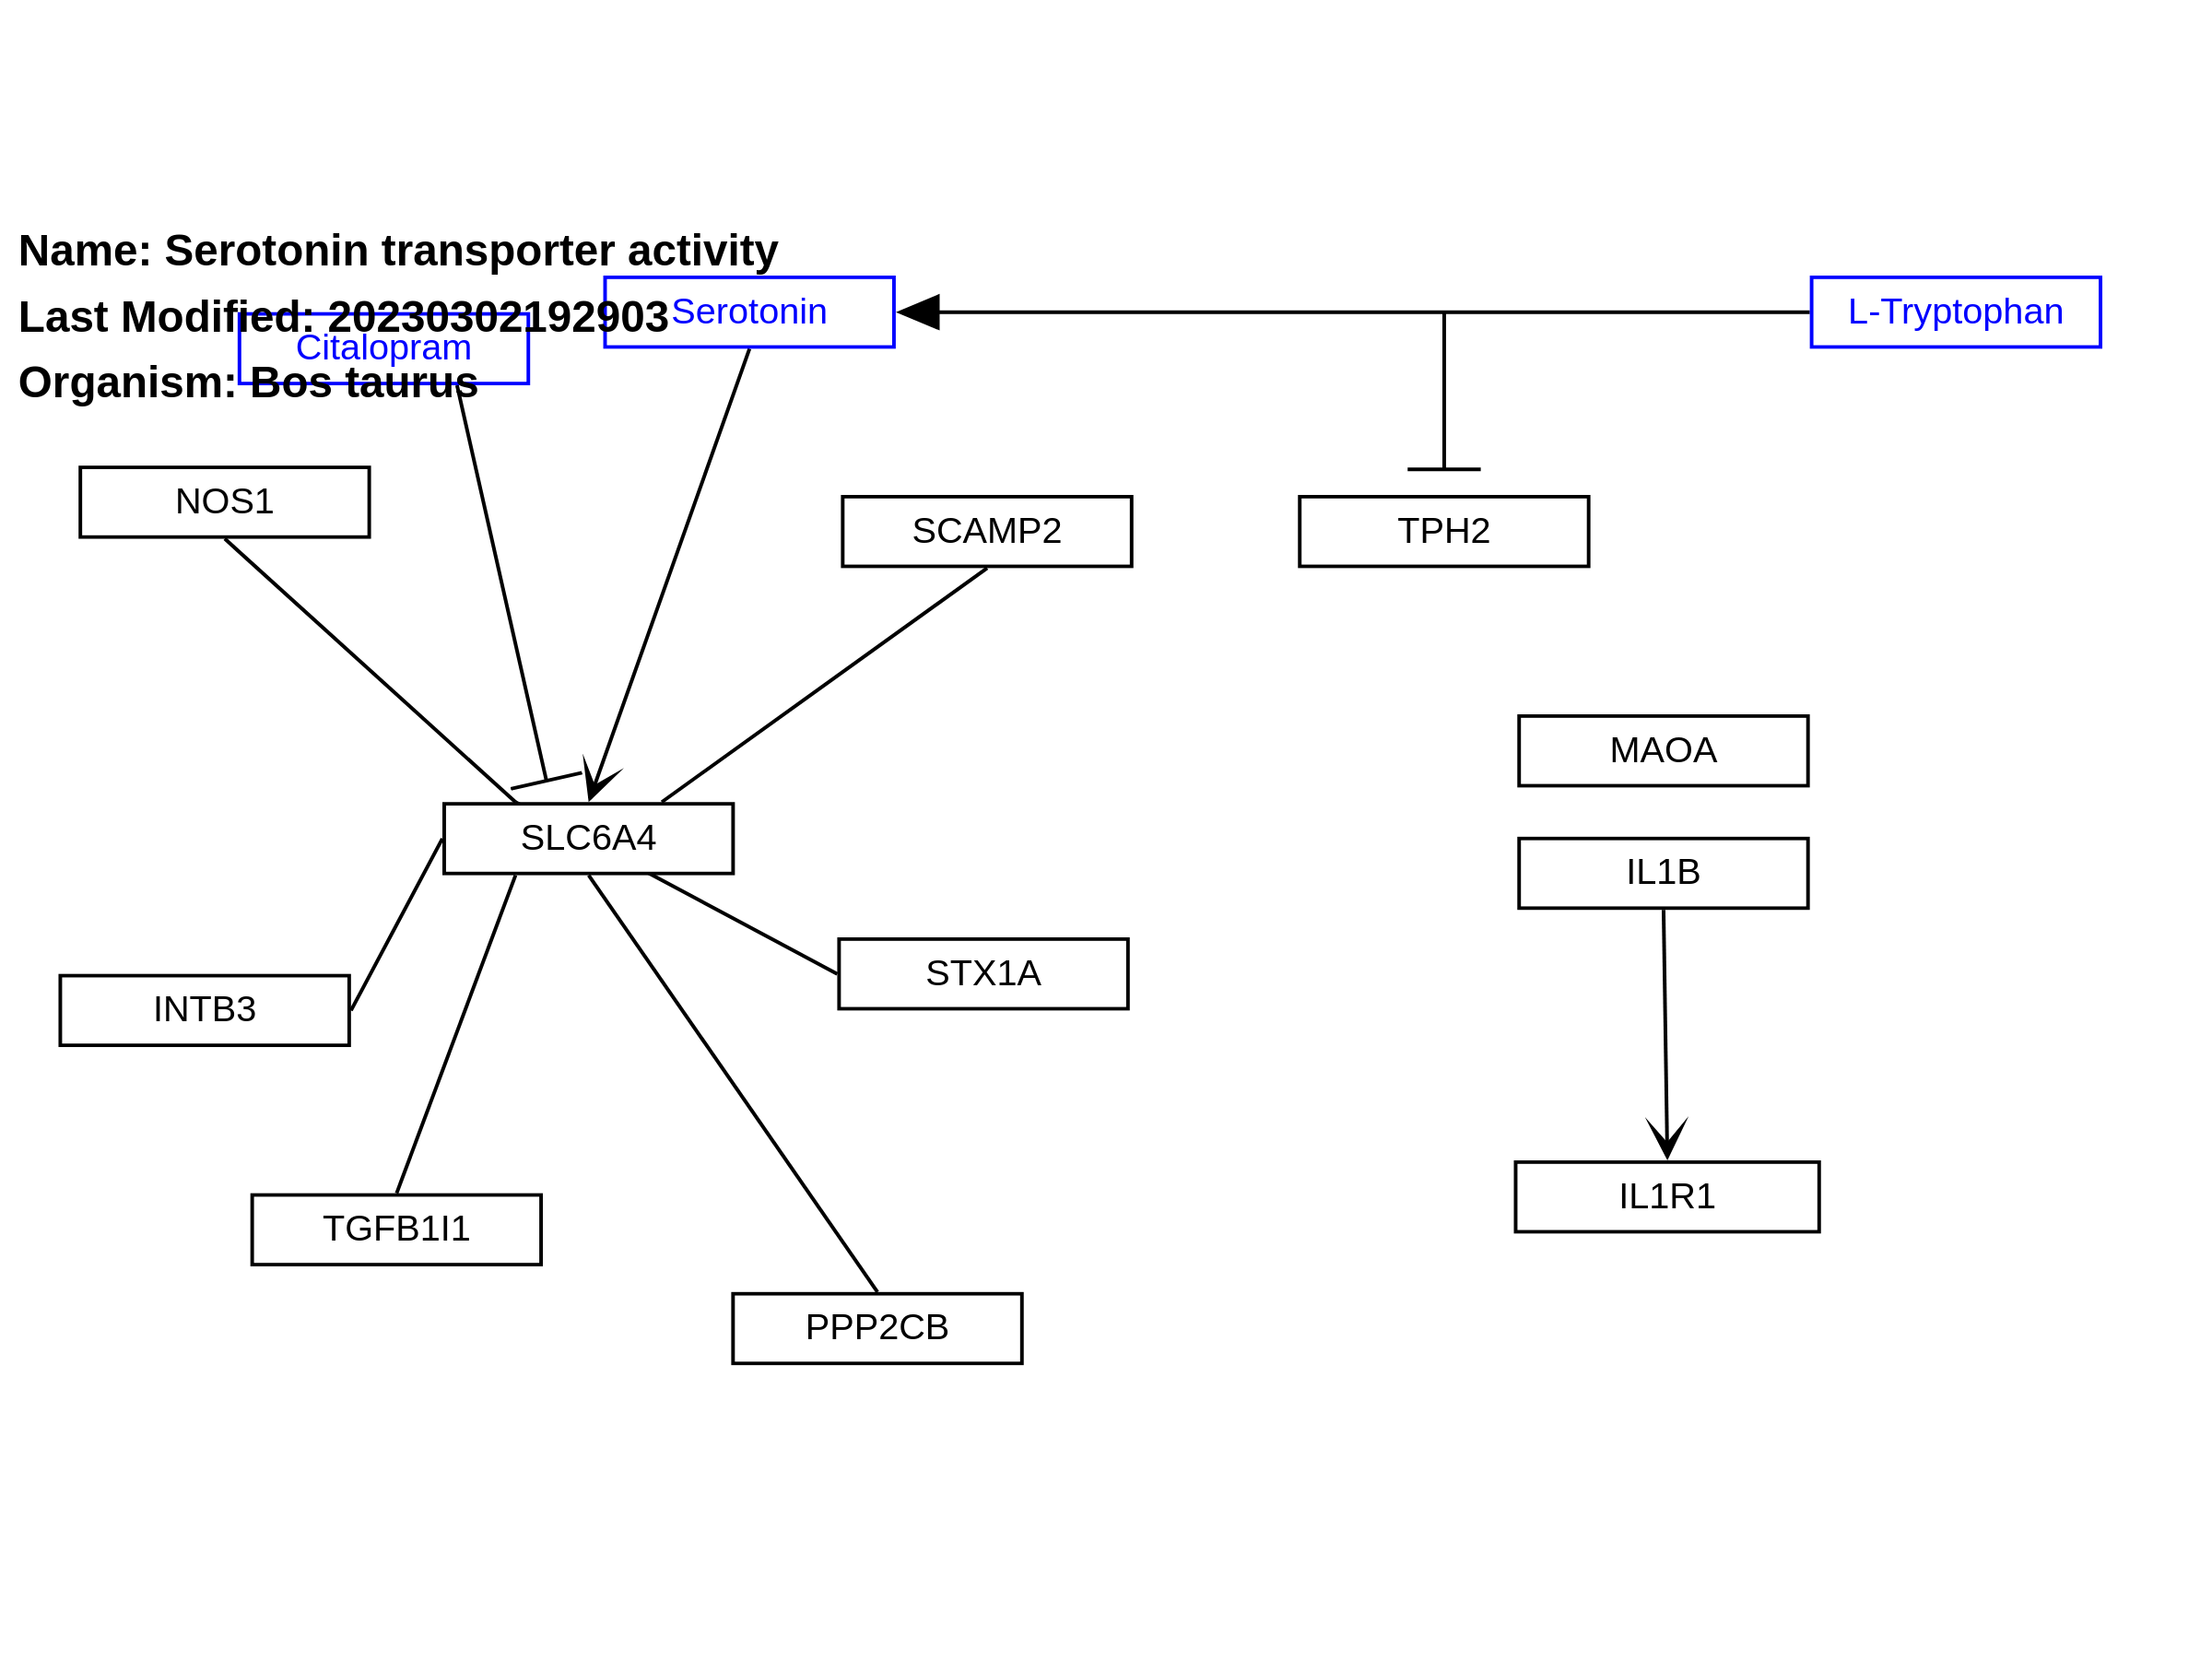 Name: Serotonin transporter activity
Last Modified: 20230302192903
Serotonin
L-Tryptophan
Citalopram
Organism: Bos taurus
NOS1
SCAMP2
TPH2
MAOA
SLC6A4
IL1B
STX1A
INTB3
IL1R1
TGFB1I1
PPP2CB